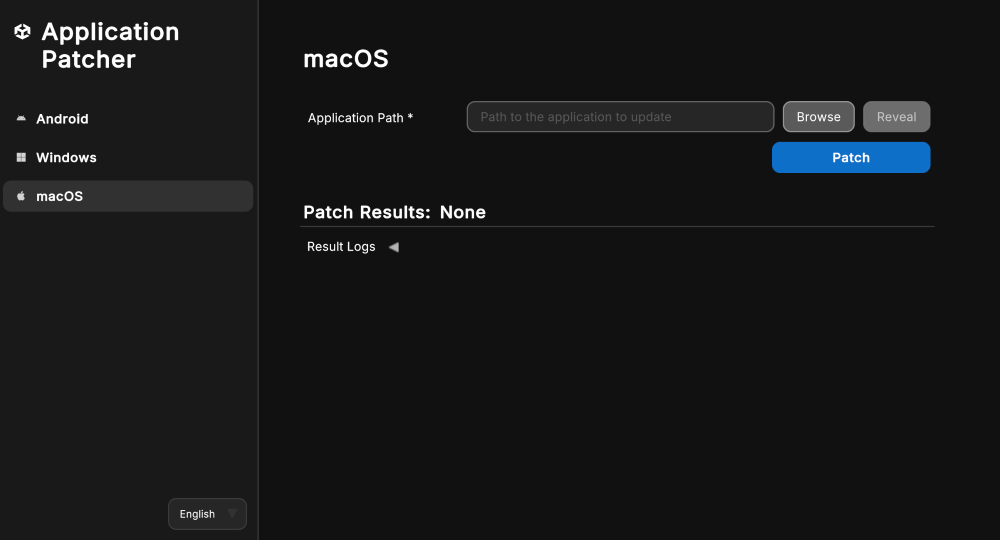 Application
Patcher
Android
Windows
macOS
English
macOS
Application Path * Path to the application to update Browse Reveal
Patch
Patch Results: None
Result Logs